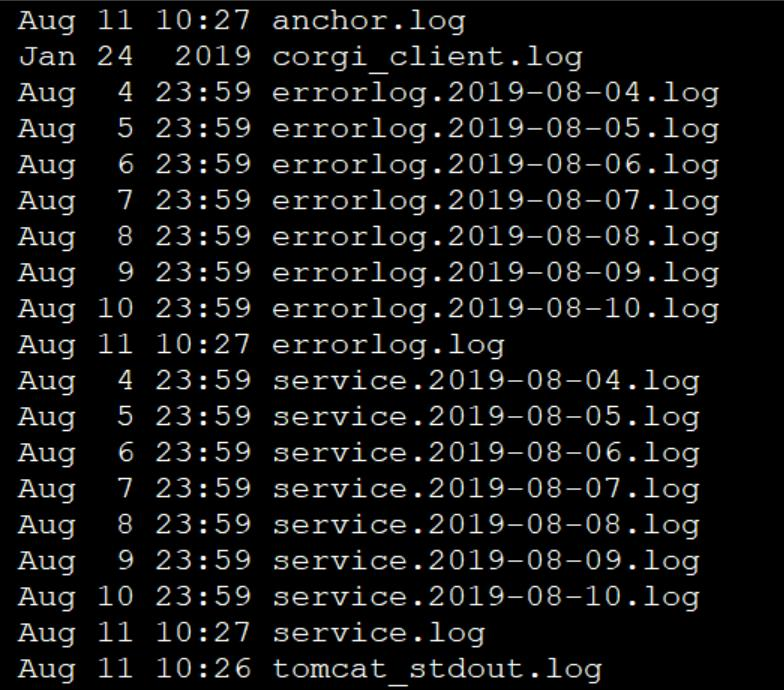 Aug 11 10:27 anchor.log
Jan 24  2019 corgi_client.log
Aug  4 23:59 errorlog.2019-08-04.log
Aug  5 23:59 errorlog.2019-08-05.log
Aug  6 23:59 errorlog.2019-08-06.log
Aug  7 23:59 errorlog.2019-08-07.log
Aug  8 23:59 errorlog.2019-08-08.log
Aug  9 23:59 errorlog.2019-08-09.log
Aug 10 23:59 errorlog.2019-08-10.log
Aug 11 10:27 errorlog.log
Aug  4 23:59 service.2019-08-04.log
Aug  5 23:59 service.2019-08-05.log
Aug  6 23:59 service.2019-08-06.log
Aug  7 23:59 service.2019-08-07.log
Aug  8 23:59 service.2019-08-08.log
Aug  9 23:59 service.2019-08-09.log
Aug 10 23:59 service.2019-08-10.log
Aug 11 10:27 service.log
Aug 11 10:26 tomcat_stdout.log